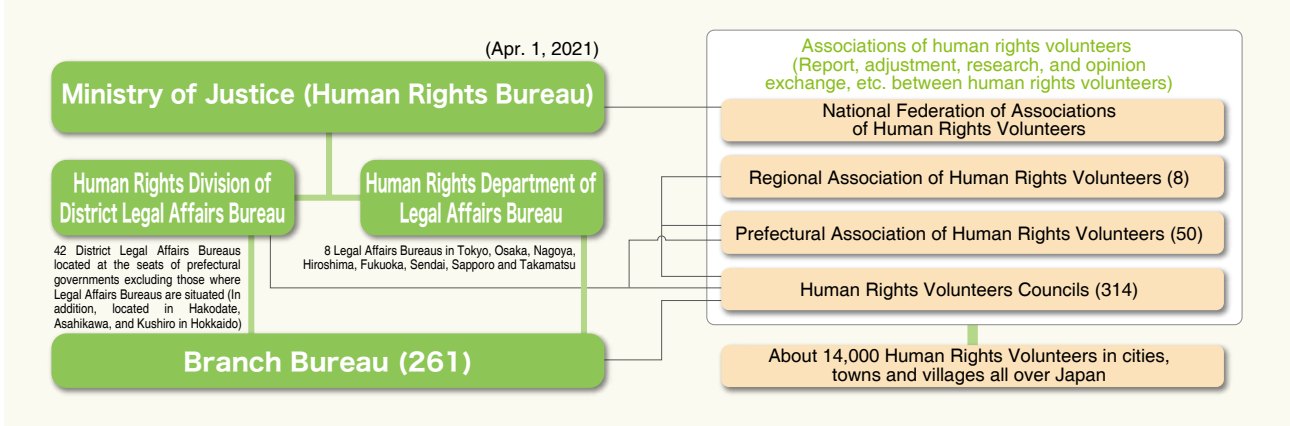 (Apr. 1, 2021)
Ministry of Justice (Human Rights Bureau)
Human Rights Division of
District Legal Affairs Bureau
Human Rights Department of
Legal Affairs Bureau
42 District Legal Affairs Bureaus
located at the seats of prefectural
governments excluding those where
Legal Affairs Bureaus are situated (In
addition, located in Hakodate,
Asahikawa, and Kushiro in Hokkaido)
8 Legal Affairs Bureaus in Tokyo, Osaka, Nagoya,
Hiroshima, Fukuoka, Sendai, Sapporo and Takamatsu
Branch Bureau (261)
Associations of human rights volunteers
(Report, adjustment, research, and opinion
exchange, etc. between human rights volunteers)
National Federation of Associations
of Human Rights Volunteers
Regional Association of Human Rights Volunteers (8)
Prefectural Association of Human Rights Volunteers (50)
Human Rights Volunteers Councils (314)
About 14,000 Human Rights Volunteers in cities,
towns and villages all over Japan